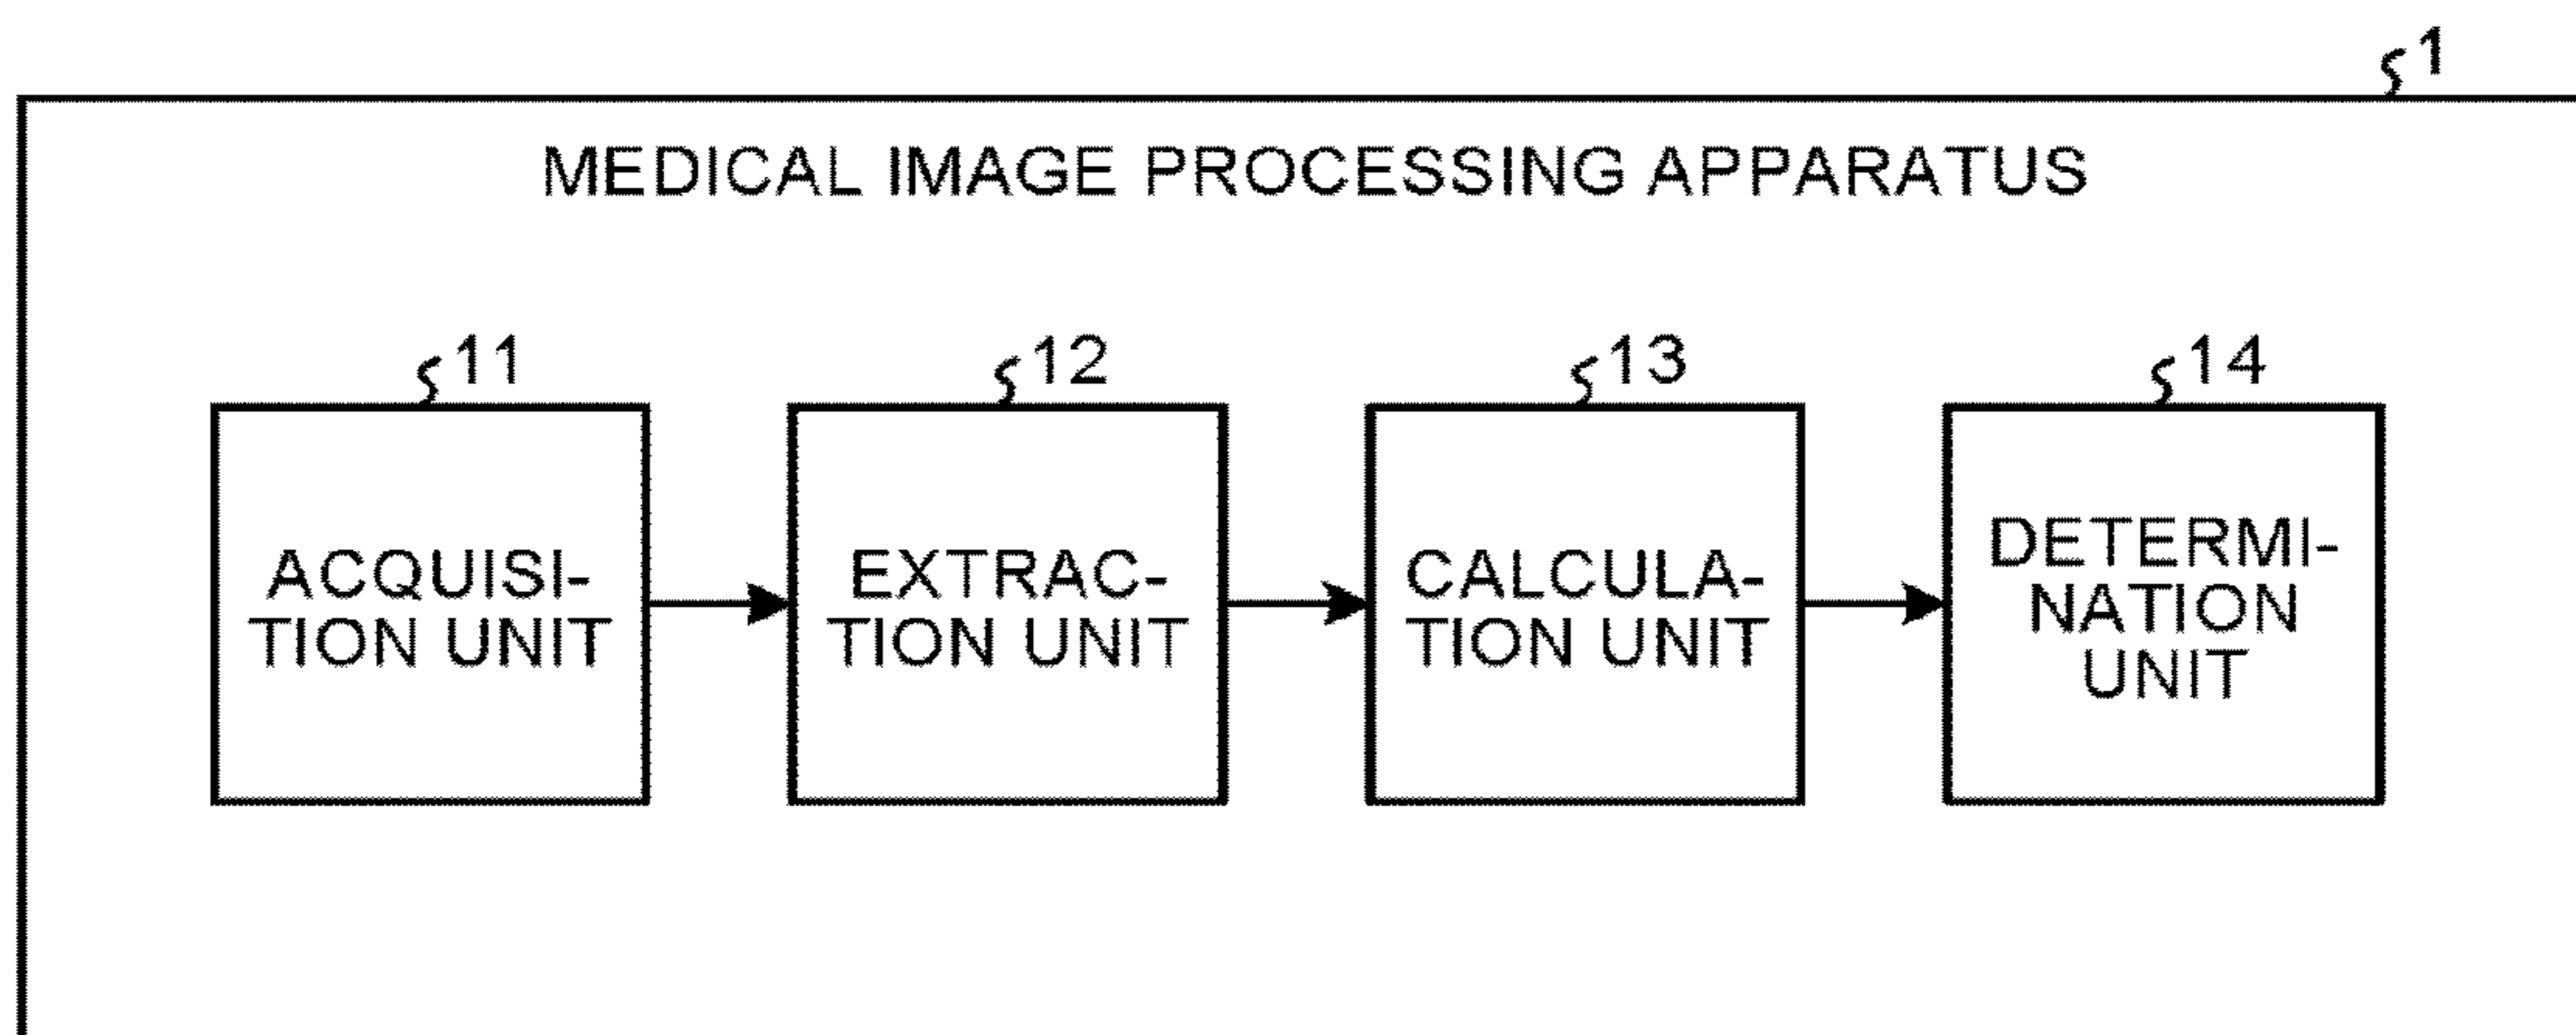 1
MEDICAL IMAGE PROCESSING APPARATUS
11
12
13
14
ACQUISI-
TION UNIT
EXTRAC-
TION UNIT
CALCULA-
TION UNIT
DETERMI-
NATION
UNIT